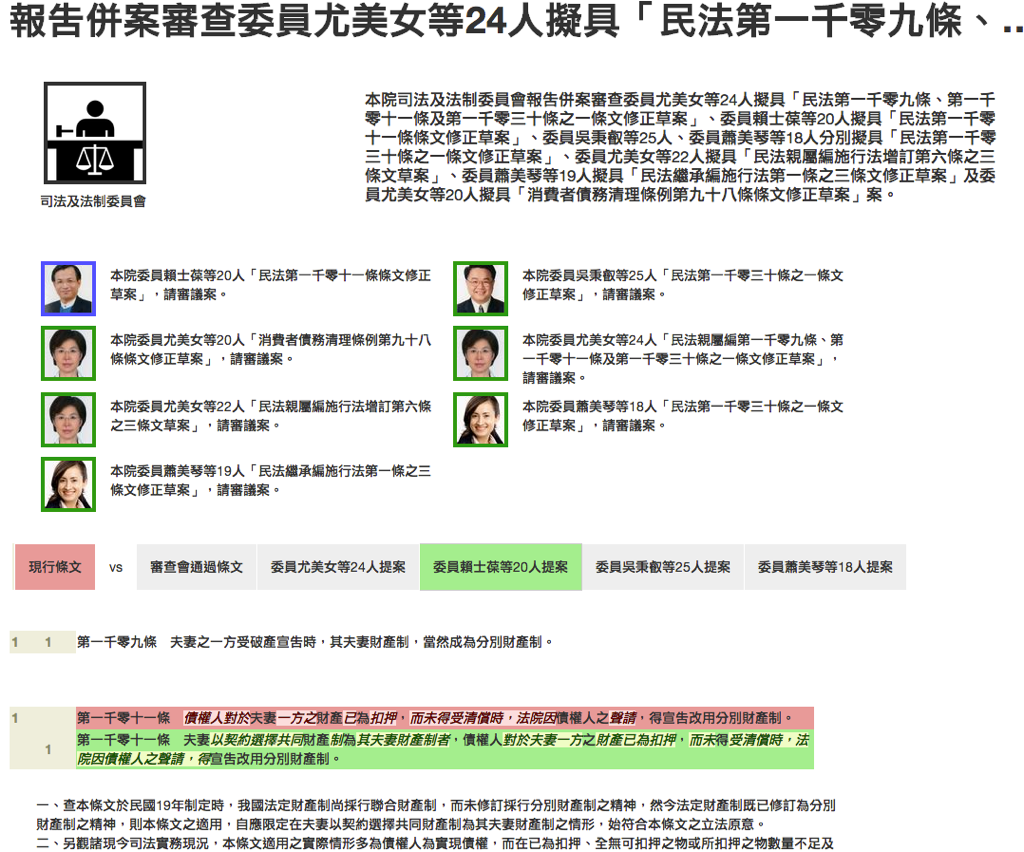 報告併案審查委員尤美女等24人擬具「民法第一千零九條、...
本院司法及法制委員會報告併案審查委員尤美女等24人擬具「民法第一千零九條、第一千
零十一條及第一千零三十條之一條文修正草案」、委員賴士葆等20人擬具「民法第一千零
十一條條文修正草案」、委員吳秉叡等25人、委員蕭美琴等18人分別擬具「民法第一千零
三十條之一條文修正草案」、委員尤美女等22人擬具「民法親屬編施行法增訂第六條之三
條文草案」、委員蕭美琴等19人擬具「民法繼承編施行法第一條之三條文修正草案」及委
員尤美女等20人擬具「消費者債務清理條例第九十八條條文修正草案」案。
司法及法制委員會
本院委員賴士葆等20人「民法第一千零十一條條文修正
草案」，請審議案。
本院委員吳秉叡等25人「民法第一千零三十條之一條文
修正草案」，請審議案。
本院委員尤美女等20人「消費者債務清理條例第九十八
條條文修正草案」，請審議案。
本院委員尤美女等24人「民法親屬編第一千零九條、第
一千零十一條及第一千零三十條之一條文修正草案」，
請審議案。
本院委員尤美女等22人「民法親屬編施行法增訂第六條
之三條文草案」，請審議案。
本院委員蕭美琴等18人「民法第一千零三十條之一條文
修正草案」，請審議案。
本院委員蕭美琴等19人「民法繼承編施行法第一條之三
條文修正草案」，請審議案。
現行條文 vs 審查會通過條文 委員尤美女等24人提案 委員賴士葆等20人提案 委員吳秉叡等25人提案 委員蕭美琴等18人提案
1 1 第一千零九條　夫妻之一方受破產宣告時，其夫妻財產制，當然成為分別財產制。
1 第一千零十一條　債權人對於夫妻一方之財產已為扣押，而未得受清償時，法院因債權人之聲請，得宣告改用分別財產制。
1 第一千零十一條　夫妻以契約選擇共同財產制為其夫妻財產制者，債權人對於夫妻一方之財產已為扣押，而未得受清償時，法
院因債權人之聲請，得宣告改用分別財產制。
一、查本條文於民國19年制定時，我國法定財產制尚採行聯合財產制，而未修訂採行分別財產制之精神，然今法定財產制既已修訂為分別
財產制之精神，則本條文之適用，自應限定在夫妻以契約選擇共同財產制為其夫妻財產制之情形，始符合本條文之立法原意。
二、另觀諸現今司法實務現況，本條文適用之實際情形多為債權人為實現債權，而在已為扣押、全無可扣押之物或所扣押之物數量不足及